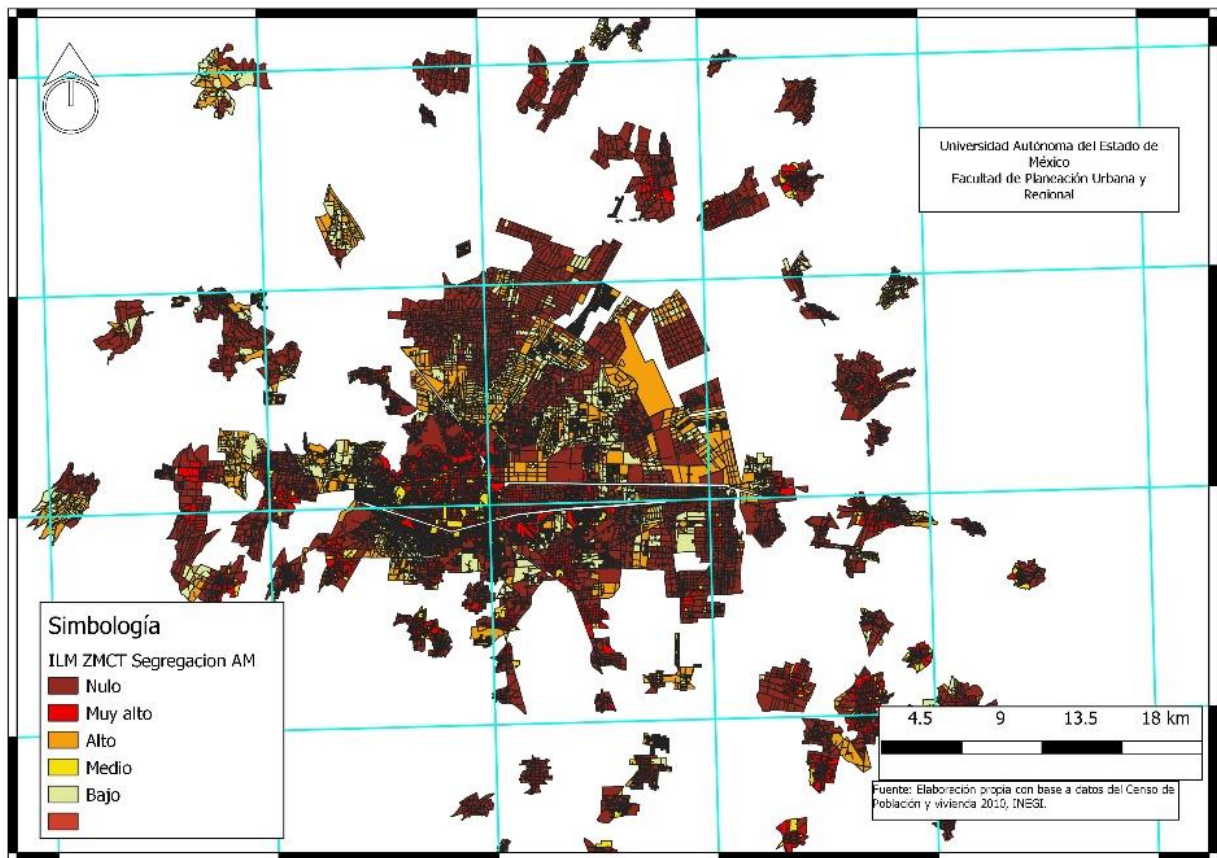 Universidad Autónoma del Estado de
México
Facultad de Planeación Urbana y
Regional
Simbología
ILM ZMCT Segregacion AM
Nulo
Muy alto
Alto
Medio
Bajo
4.5 9 13.5 18 km
Fuente: Elaboración propia con base a datos del Censo de
Población y vivienda 2010, INEGI.